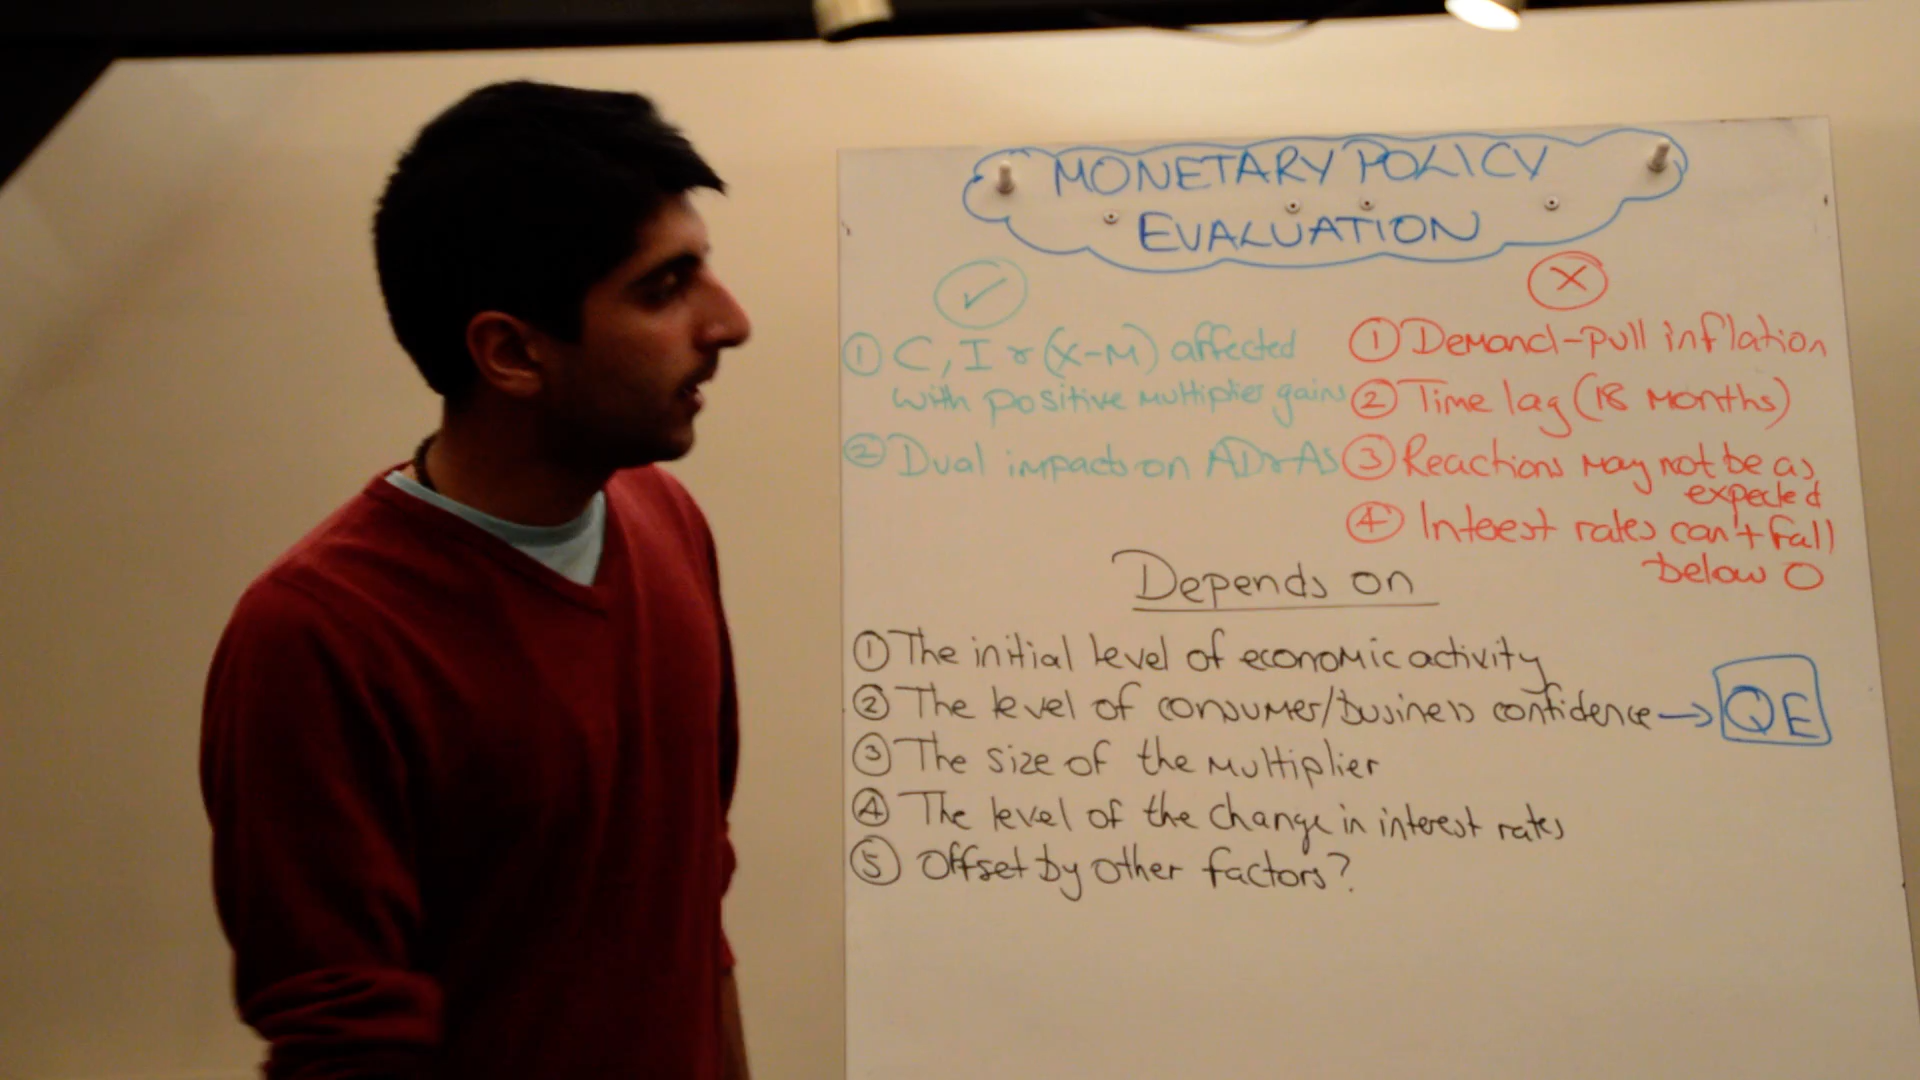 MONETARY POLICY
EVALUATION
✓
① C, I & (X-M) affected
with positive multiplier gains
② Dual impacts on AD & AS
X
① Demand-pull inflation
② Time lag (18 months)
③ Reactions may not be as
expected
④ Interest rates can't fall
below 0
Depends on
① The initial level of economic activity
② The level of consumer/business confidence → QE
③ The size of the multiplier
④ The level of the change in interest rates
⑤ Offset by other factors?